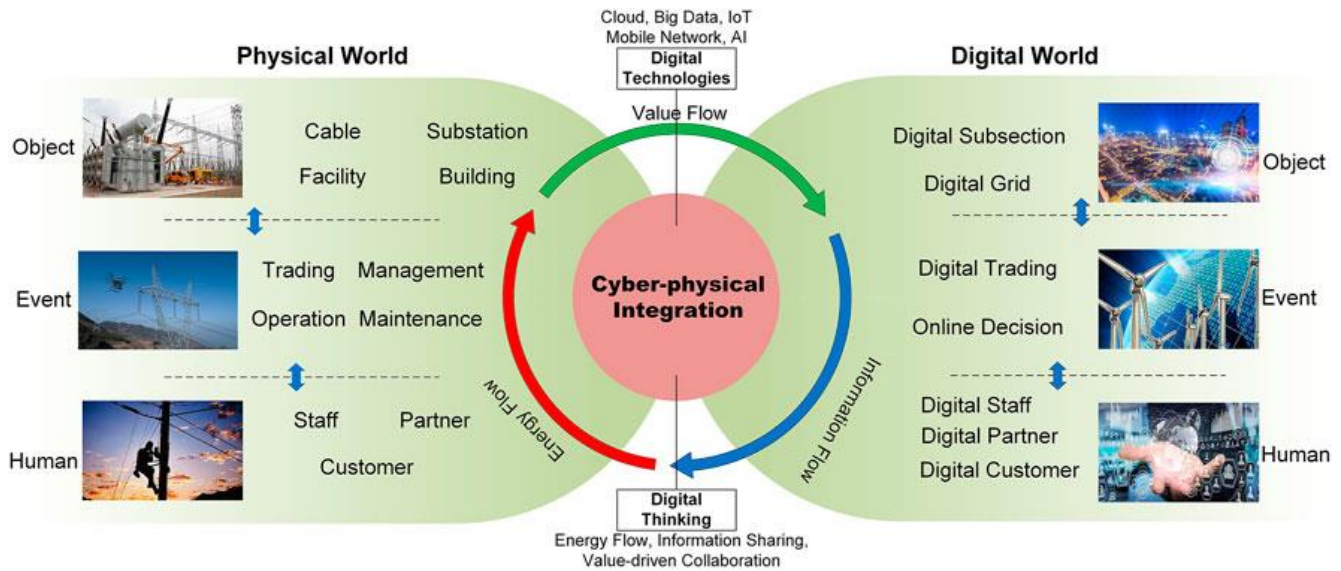 Cloud, Big Data, IoT
Mobile Network, AI
Digital
Technologies
Value Flow
Physical World
Digital World
Object
Cable
Substation
Facility
Building
Digital Subsection
Digital Grid
Object
Event
Trading
Management
Operation
Maintenance
Cyber-physical
Integration
Digital Trading
Online Decision
Event
Energy Flow
Information Flow
Human
Staff
Partner
Customer
Digital Staff
Digital Partner
Digital Customer
Human
Digital
Thinking
Energy Flow, Information Sharing,
Value-driven Collaboration